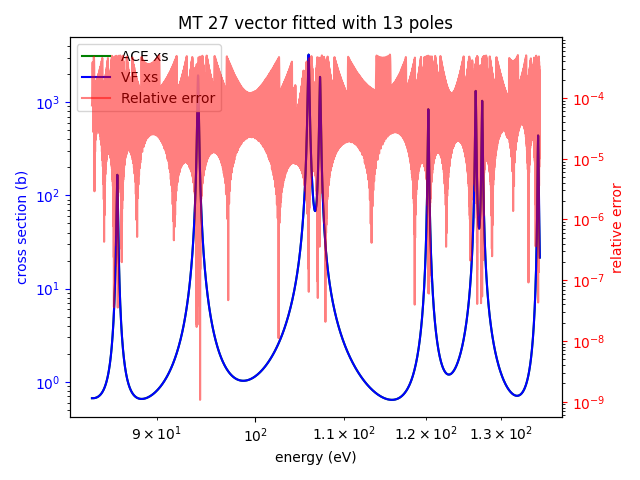 MT 27 vector fitted with 13 poles
ACE xs
VF xs
Relative error
cross section (b)
10³
10²
10¹
10⁰
relative error
10⁻⁴
10⁻⁵
10⁻⁶
10⁻⁷
10⁻⁸
10⁻⁹
9 × 10¹
10²
1.1 × 10²
1.2 × 10²
1.3 × 10²
energy (eV)